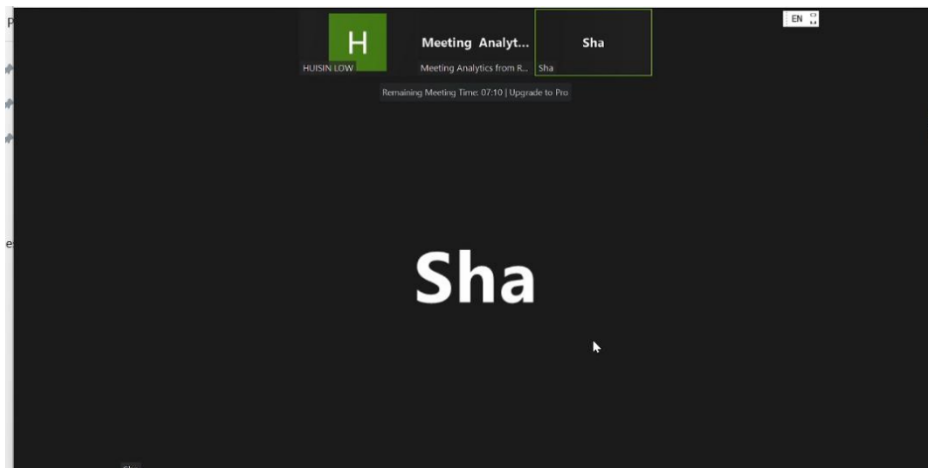 P
EN
H
Meeting Analyt...
Sha
HUISIN LOW
Meeting Analytics from R...
Sha
Remaining Meeting Time: 07:10 | Upgrade to Pro
e
Sha